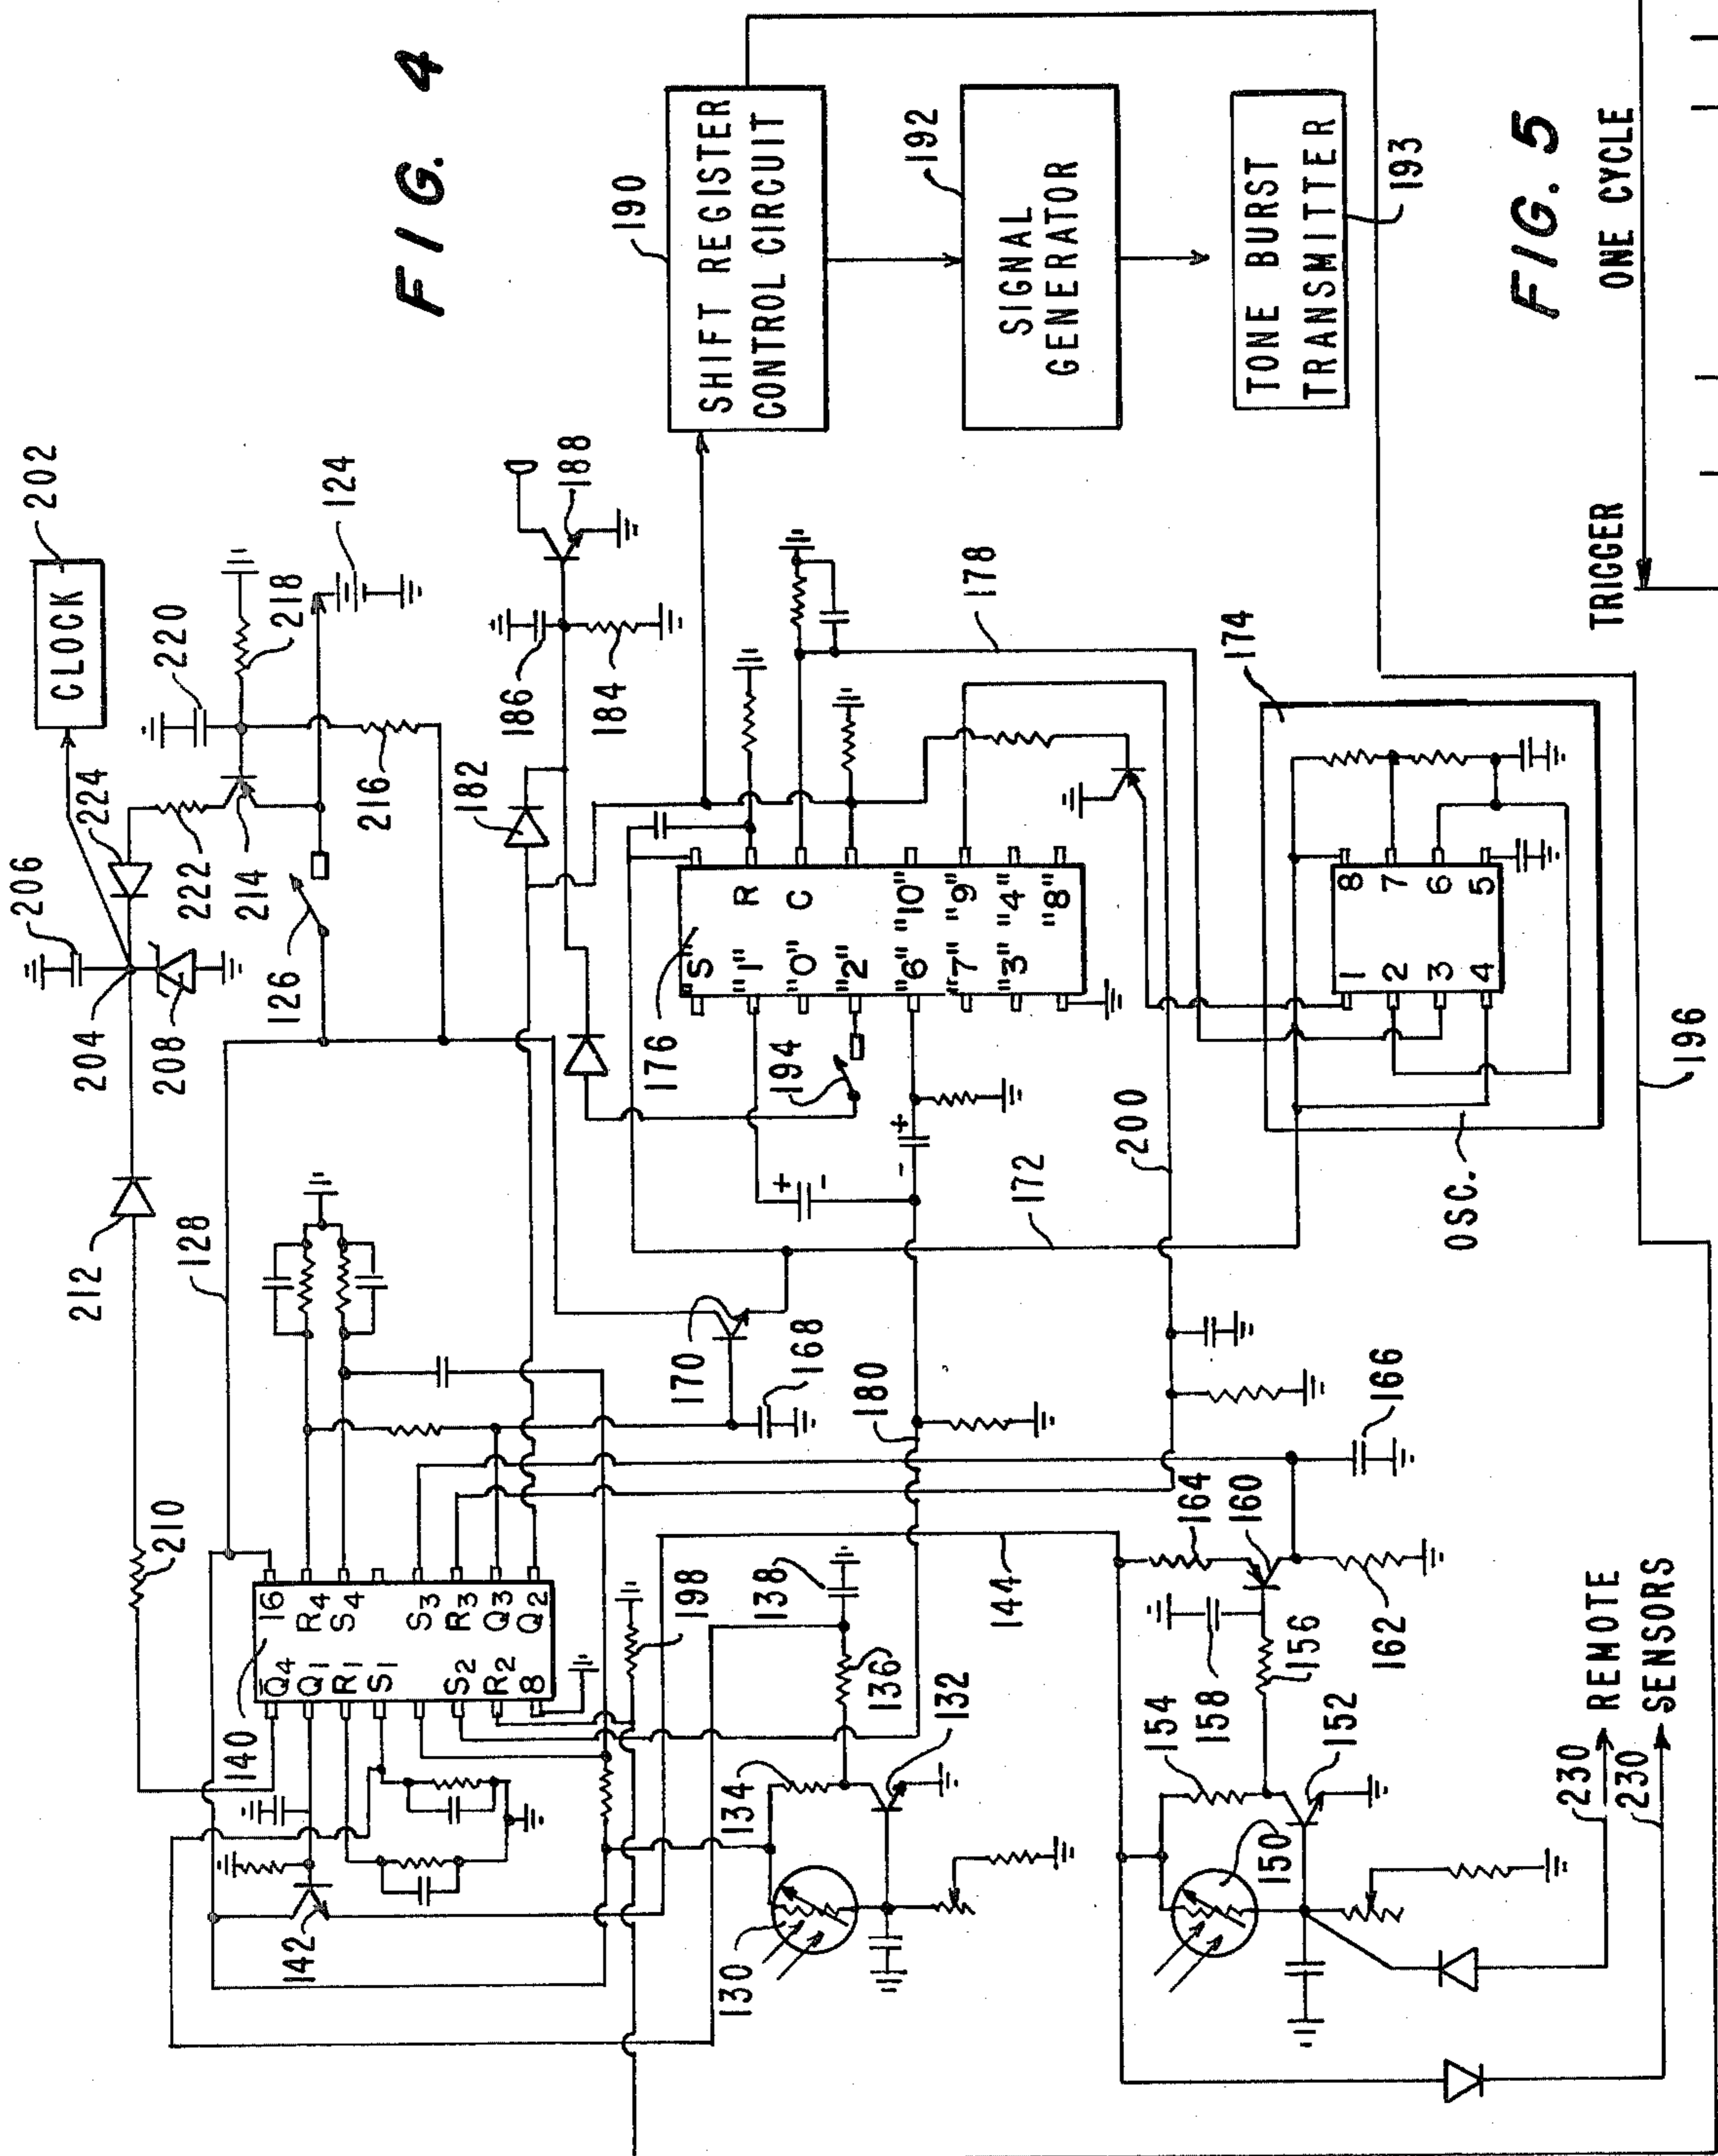 FIG. 4
CLOCK
202
206
204
224
220
222
218
214
208
124
126
216
212
128
210
182
186
188
184
190
SHIFT REGISTER
CONTROL CIRCUIT
192
SIGNAL
GENERATOR
TONE BURST
TRANSMITTER
193
140
Q̄4
Q1
R1
S1
S2
R2
8
16
R4
S4
S3
R3
Q3
Q2
142
198
170
168
172
180
176
"5"
"1"
"0"
"2"
"6"
"7"
"3"
R
C
"10"
"9"
"4"
"8"
194
+
-
+
-
178
200
174
1
2
3
4
8
7
6
5
OSC.
196
130
134
136
138
132
144
150
154
152
156
158
160
162
164
166
230
REMOTE
230
SENSORS
FIG. 5
TRIGGER
ONE CYCLE